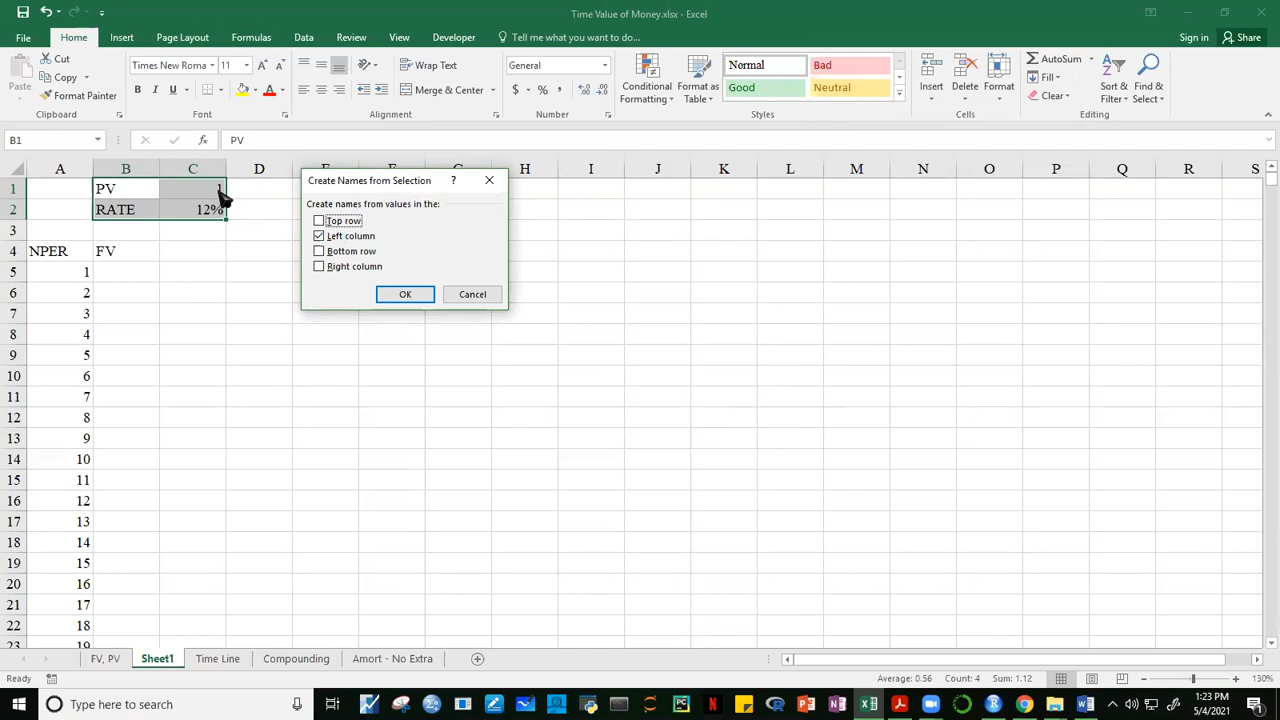 Time Value of Money.xlsx - Excel
File Home Insert Page Layout Formulas Data Review View Developer Tell me what you want to do... Sign in Share
Paste Cut Copy Format Painter Clipboard
Times New Roma 11 A A B I U A Font
Wrap Text Merge & Center Alignment
General $ % , Number
Conditional Formatting Format as Table Normal Bad Good Neutral Styles
Insert Delete Format Cells
AutoSum Fill Clear Sort & Filter Find & Select Editing
B1 fx PV
A B C D E F G H I J K L M N O P Q R S
1 PV 1
2 RATE 12%
3
4 NPER FV
5 1
6 2
7 3
8 4
9 5
10 6
11 7
12 8
13 9
14 10
15 11
16 12
17 13
18 14
19 15
20 16
21 17
22 18
23 19
Create Names from Selection ?
Create names from values in the:
Top row
Left column
Bottom row
Right column
OK Cancel
FV, PV Sheet1 Time Line Compounding Amort - No Extra
Ready Average: 0.56 Count: 4 Sum: 1.12 130%
Type here to search
1:23 PM
5/4/2021